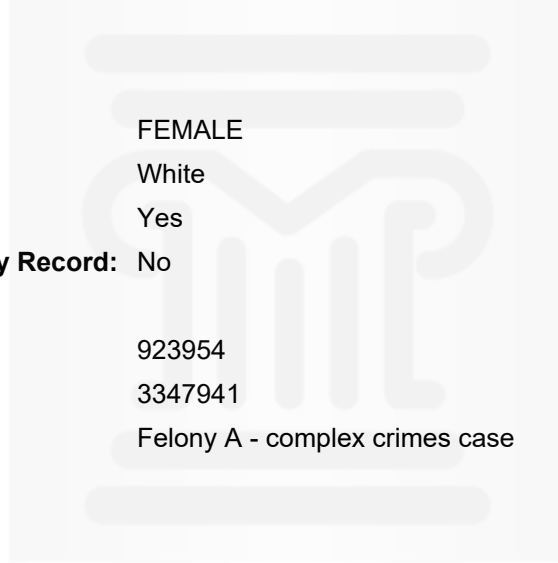 FEMALE
White
Yes
y Record: No
923954
3347941
Felony A - complex crimes case